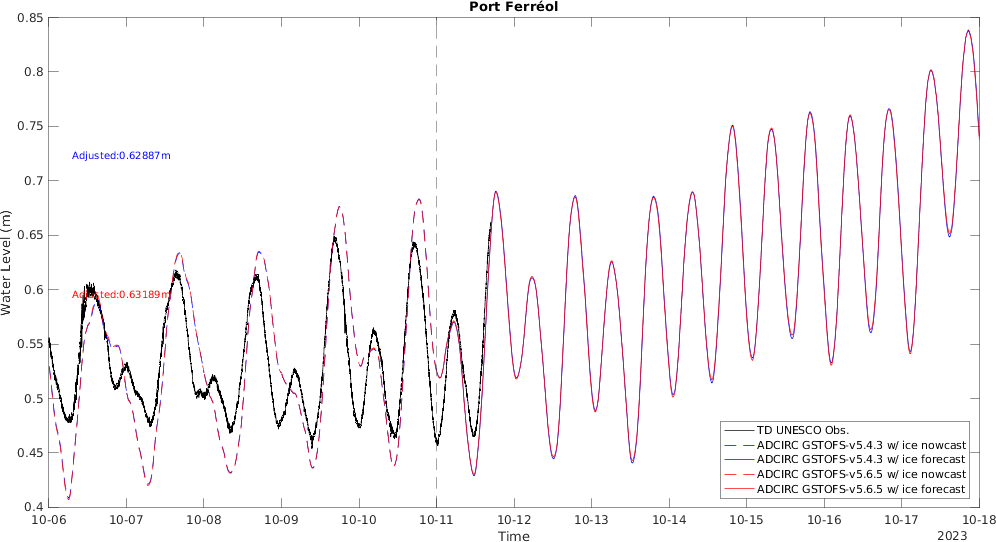 Port Ferréol
0.85
0.8
0.75
0.7
0.65
0.6
0.55
0.5
0.45
0.4
Water Level (m)
Adjusted:0.62887m
Adjusted:0.63189m
TD UNESCO Obs.
ADCIRC GSTOFS-v5.4.3 w/ ice nowcast
ADCIRC GSTOFS-v5.4.3 w/ ice forecast
ADCIRC GSTOFS-v5.6.5 w/ ice nowcast
ADCIRC GSTOFS-v5.6.5 w/ ice forecast
10-06 10-07 10-08 10-09 10-10 10-11 10-12 10-13 10-14 10-15 10-16 10-17 10-18
Time
2023